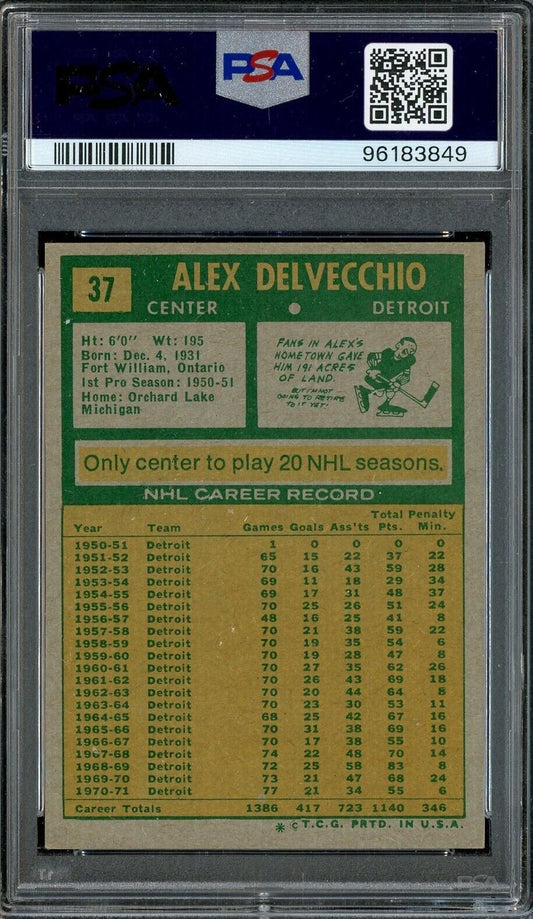 PSA
PSA
96183849
37
ALEX DELVECCHIO
CENTER • DETROIT
Ht: 6'0" Wt: 195
Born: Dec. 4, 1931
Fort William, Ontario
1st Pro Season: 1950-51
Home: Orchard Lake
Michigan
FANS IN ALEX'S
HOMETOWN GAVE
HIM 191 ACRES
OF LAND.
BUT I'M NOT
GOING TO RETIRE
TO IT YET!
Only center to play 20 NHL seasons.
NHL CAREER RECORD
Total Penalty
Year Team Games Goals Ass'ts Pts. Min.
1950-51 Detroit 1 0 0 0 0
1951-52 Detroit 65 15 22 37 22
1952-53 Detroit 70 16 43 59 28
1953-54 Detroit 69 11 18 29 34
1954-55 Detroit 69 17 31 48 37
1955-56 Detroit 70 25 26 51 24
1956-57 Detroit 48 16 25 41 8
1957-58 Detroit 70 21 38 59 22
1958-59 Detroit 70 19 35 54 6
1959-60 Detroit 70 19 28 47 8
1960-61 Detroit 70 27 35 62 26
1961-62 Detroit 70 26 43 69 18
1962-63 Detroit 70 20 44 64 8
1963-64 Detroit 70 23 30 53 11
1964-65 Detroit 68 25 42 67 16
1965-66 Detroit 70 31 38 69 16
1966-67 Detroit 70 17 38 55 10
1967-68 Detroit 74 22 48 70 14
1968-69 Detroit 72 25 58 83 8
1969-70 Detroit 73 21 47 68 24
1970-71 Detroit 77 21 34 55 6
Career Totals 1386 417 723 1140 346
* © T.C.G. PRTD. IN U.S.A.
PSA